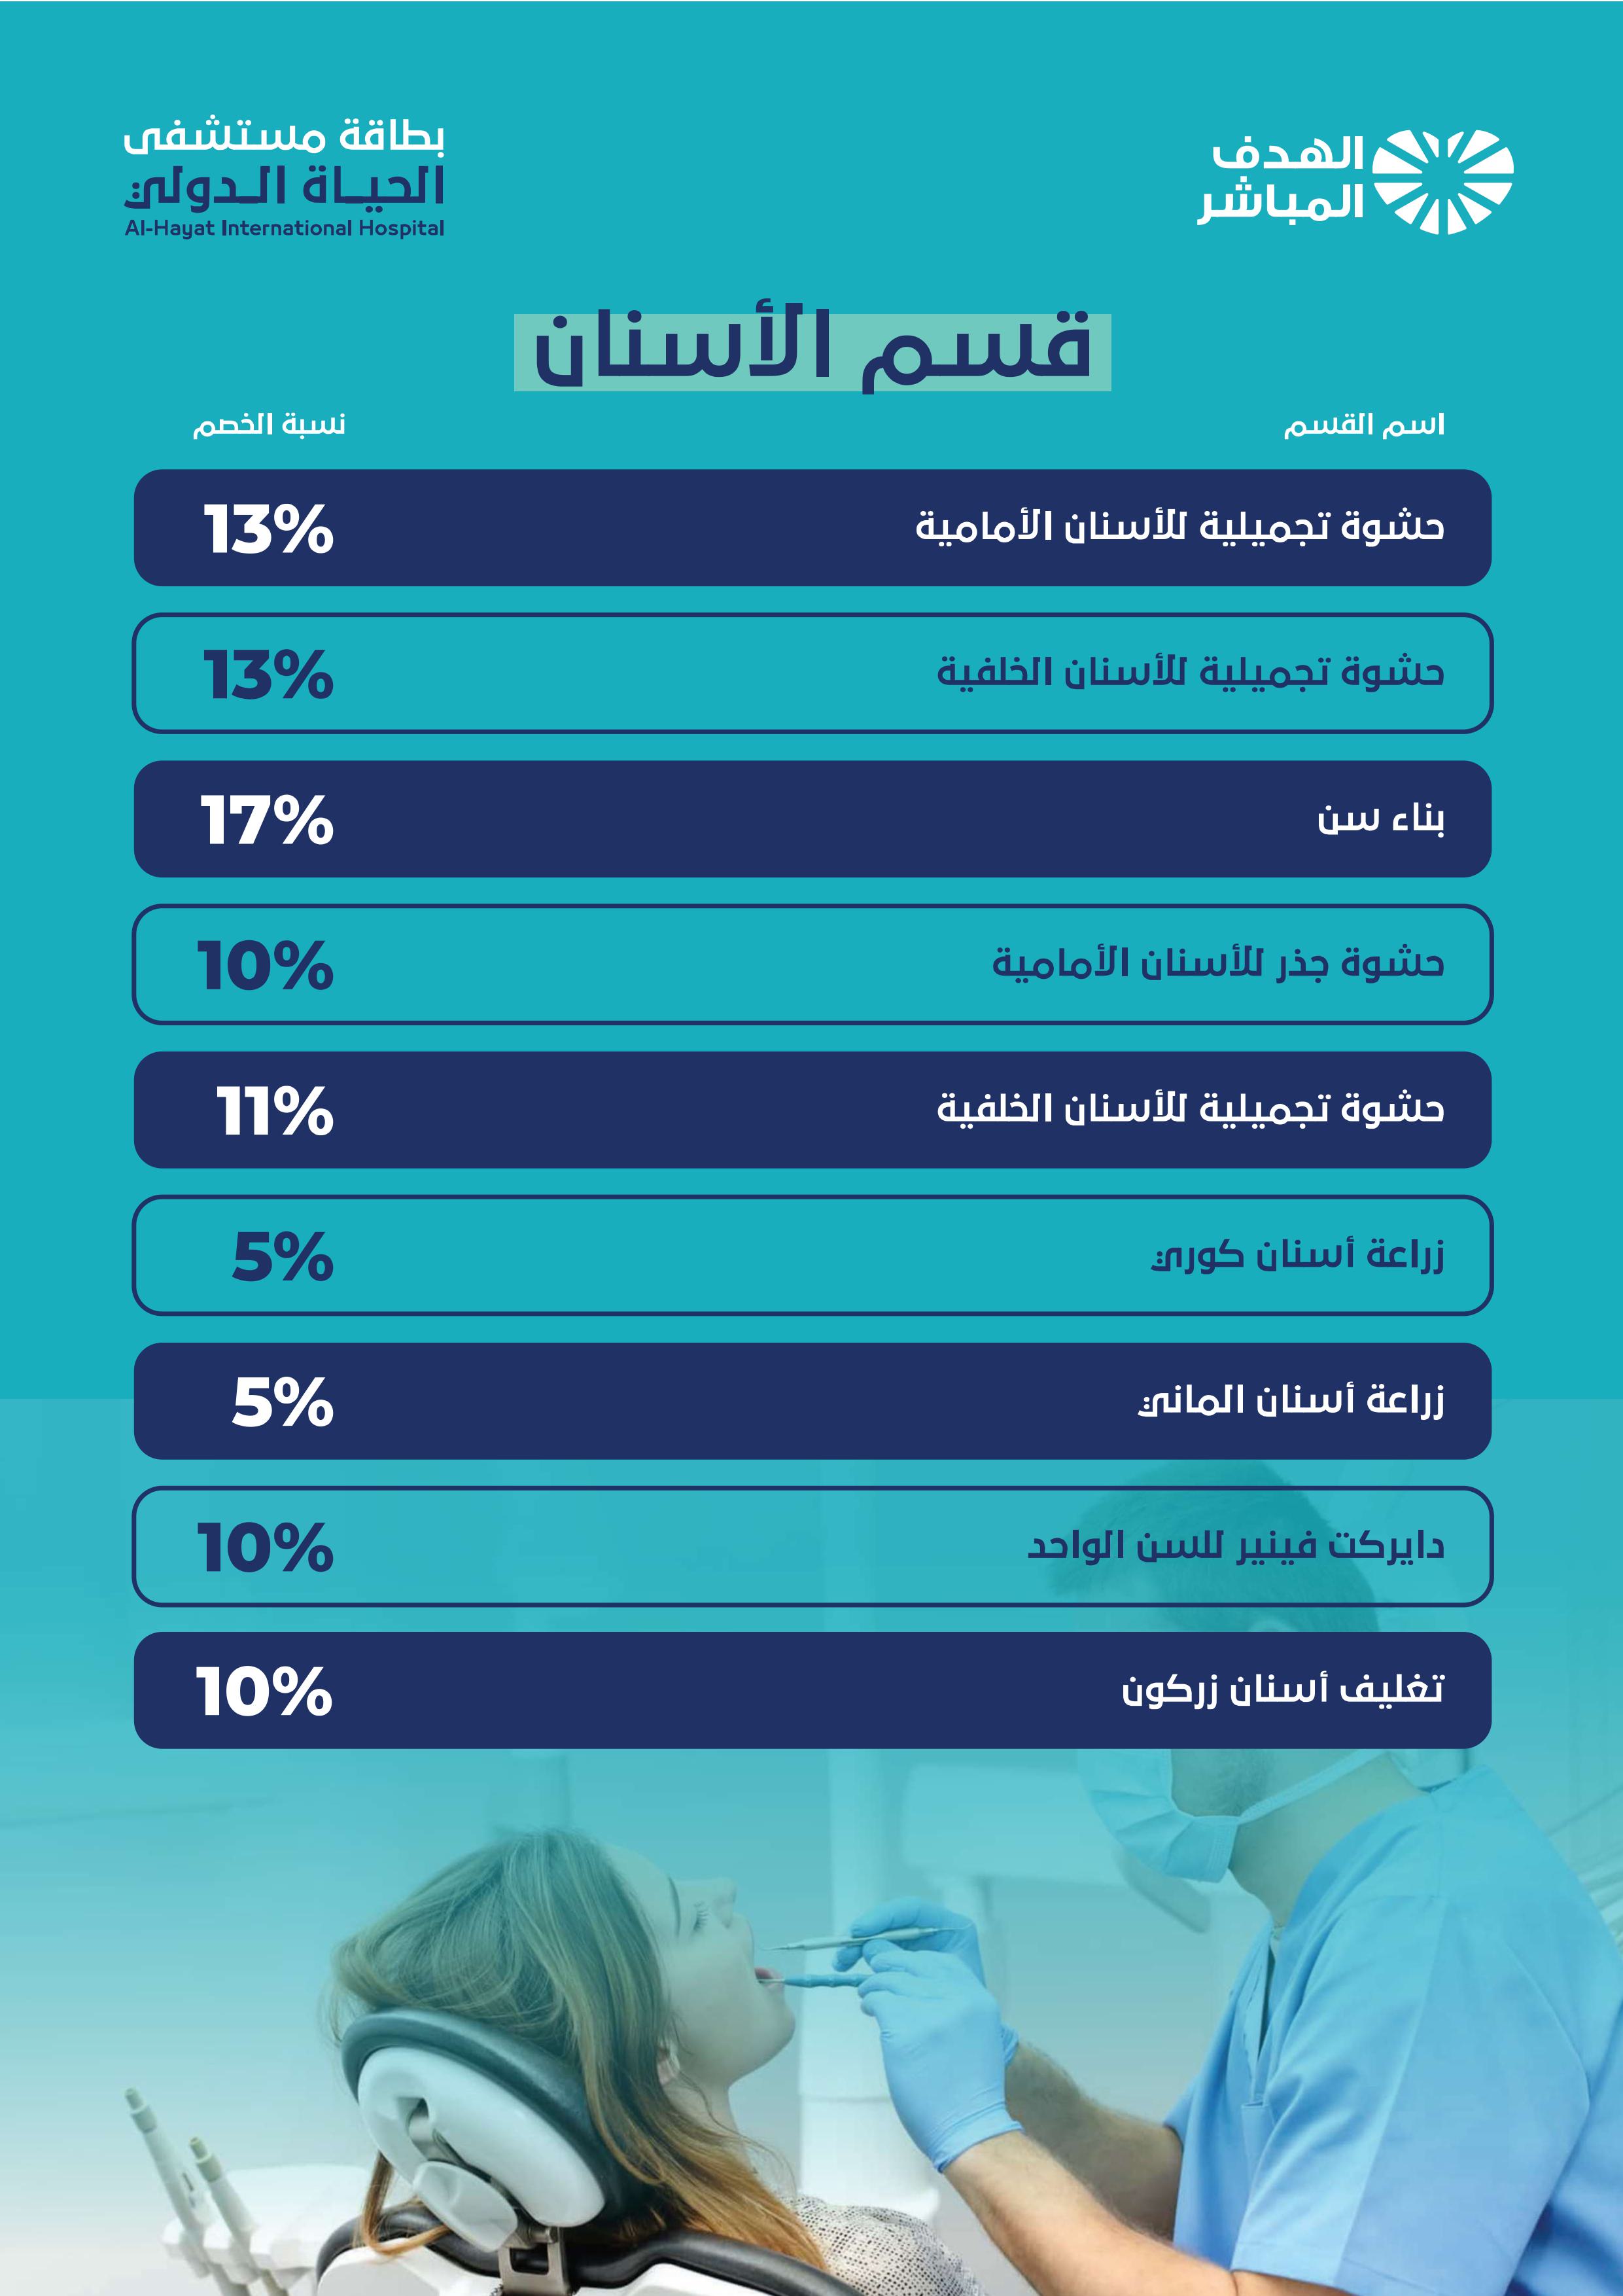 الهدف
المباشر
بطاقة مستشفى
الحياة الدولي
Al-Hayat International Hospital
قسم الأسنان
اسم القسم نسبة الخصم
حشوة تجميلية للأسنان الأمامية 13%
حشوة تجميلية للأسنان الخلفية 13%
بناء سن 17%
حشوة جذر للأسنان الأمامية 10%
حشوة تجميلية للأسنان الخلفية 11%
زراعة أسنان كوري 5%
زراعة أسنان الماني 5%
دايركت فينير للسن الواحد 10%
تغليف أسنان زركون 10%